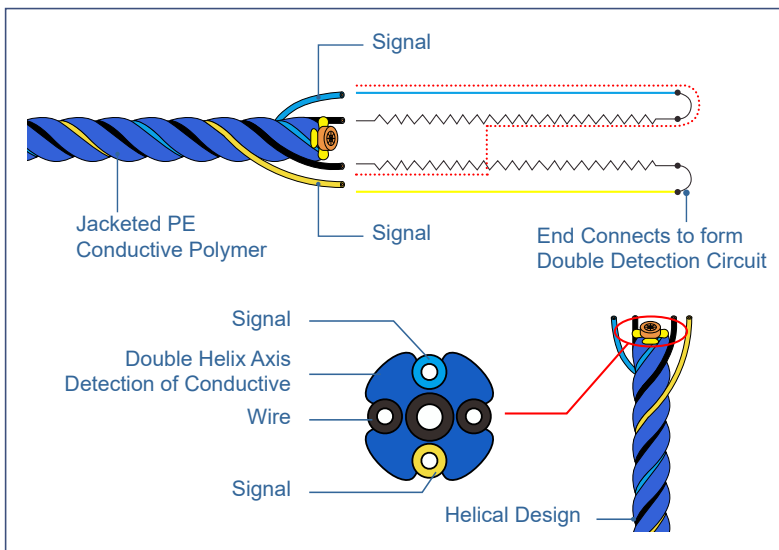 Signal
Jacketed PE
Conductive Polymer
Signal
End Connects to form
Double Detection Circuit
Signal
Double Helix Axis
Detection of Conductive
Wire
Signal
Helical Design